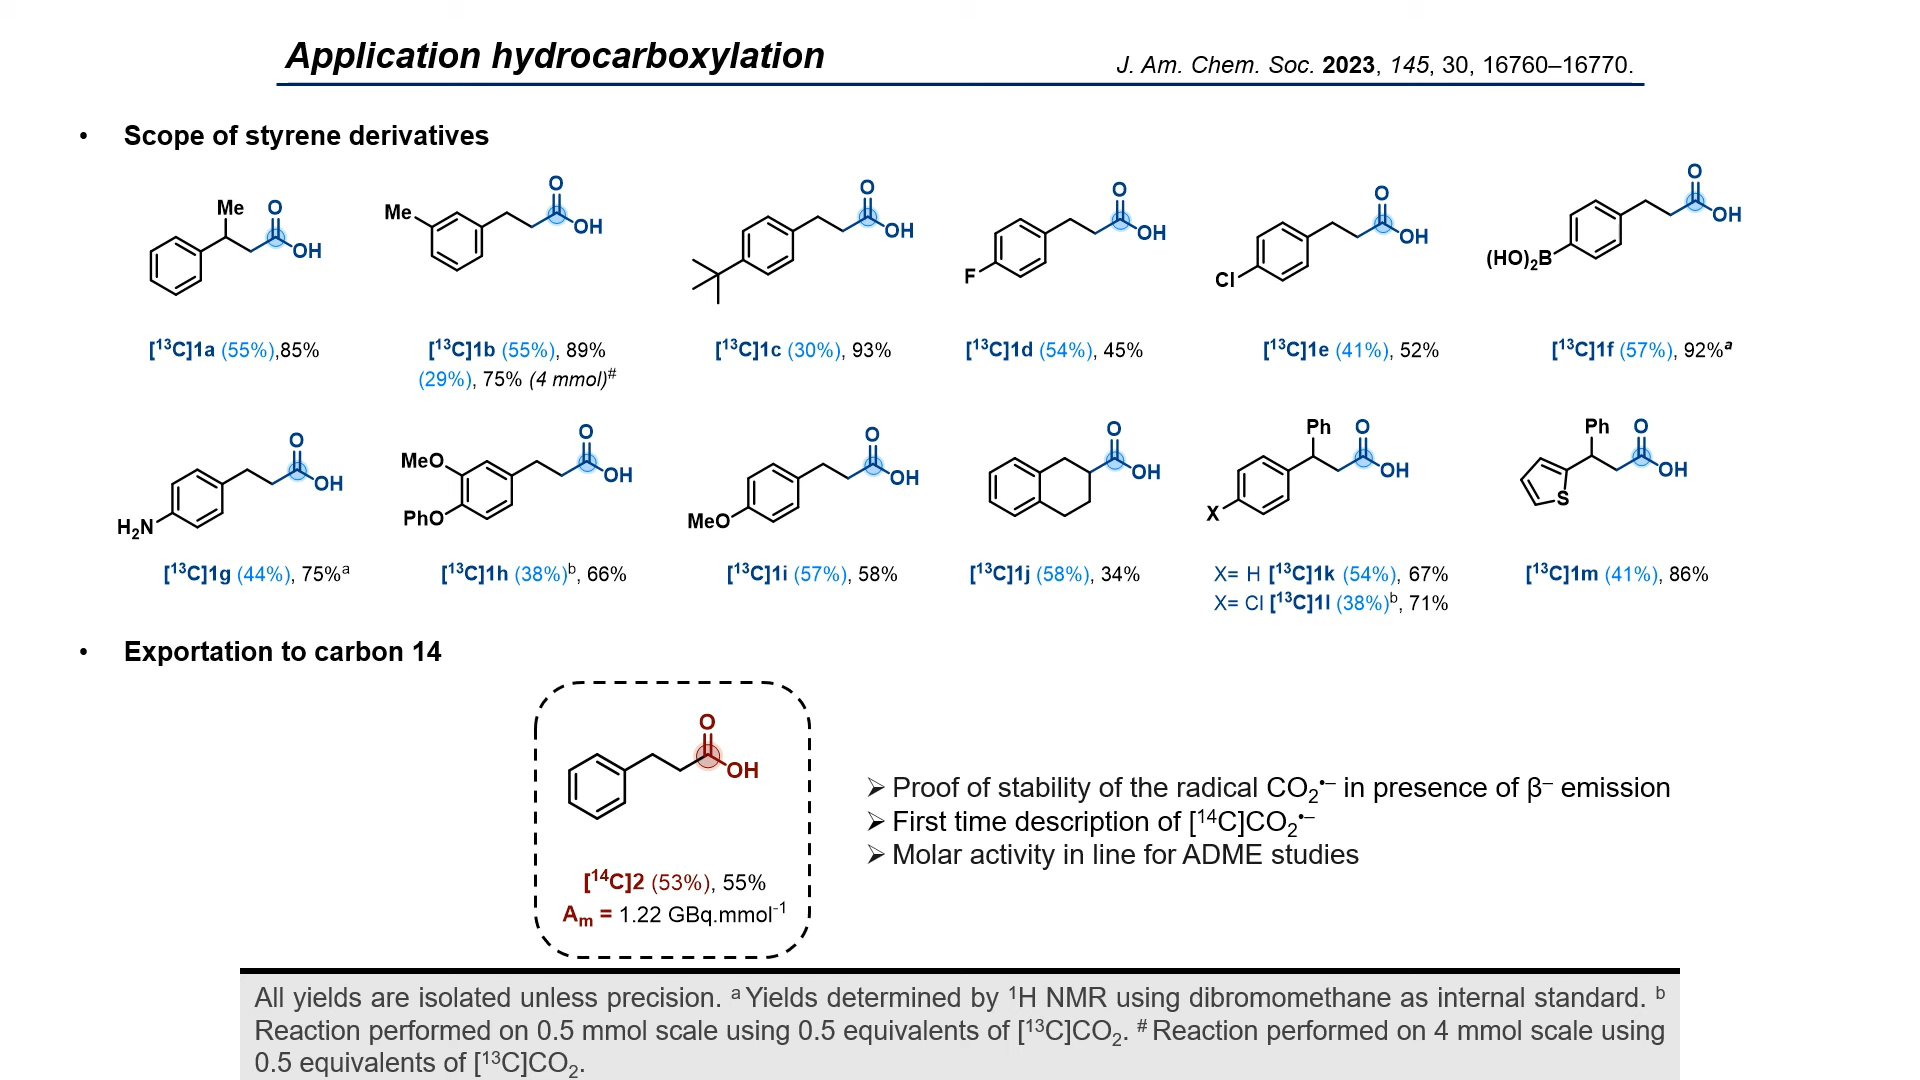 Application hydrocarboxylation
J. Am. Chem. Soc. 2023, 145, 30, 16760–16770.
• Scope of styrene derivatives
Me O OH
Me O OH
O OH
F O OH
Cl O OH
(HO)₂B O OH
[¹³C]1a (55%),85%
[¹³C]1b (55%), 89%
(29%), 75% (4 mmol)#
[¹³C]1c (30%), 93%
[¹³C]1d (54%), 45%
[¹³C]1e (41%), 52%
[¹³C]1f (57%), 92%ᵃ
H₂N O OH
MeO PhO O OH
MeO O OH
O OH
Ph X O OH
Ph S O OH
[¹³C]1g (44%), 75%ᵃ
[¹³C]1h (38%)ᵇ, 66%
[¹³C]1i (57%), 58%
[¹³C]1j (58%), 34%
X= H [¹³C]1k (54%), 67%
X= Cl [¹³C]1l (38%)ᵇ, 71%
[¹³C]1m (41%), 86%
• Exportation to carbon 14
O OH
[¹⁴C]2 (53%), 55%
Aₘ = 1.22 GBq.mmol⁻¹
➢ Proof of stability of the radical CO₂•– in presence of β⁻ emission
➢ First time description of [¹⁴C]CO₂•–
➢ Molar activity in line for ADME studies
All yields are isolated unless precision. ᵃ Yields determined by ¹H NMR using dibromomethane as internal standard. ᵇ
Reaction performed on 0.5 mmol scale using 0.5 equivalents of [¹³C]CO₂. # Reaction performed on 4 mmol scale using
0.5 equivalents of [¹³C]CO₂.